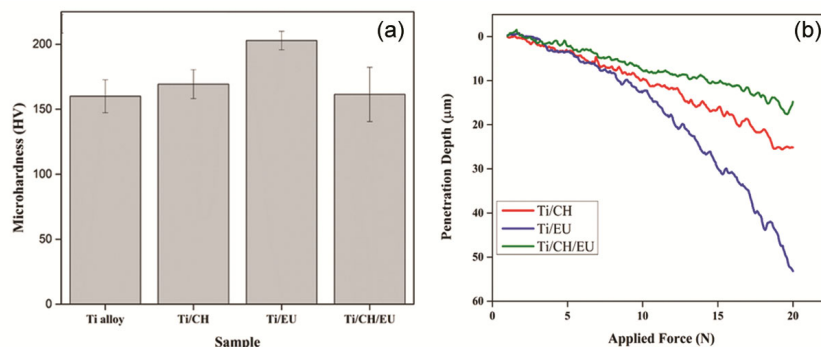 (a)
Microhardness (HV)
200
150
100
50
0
Ti alloy Ti/CH Ti/EU Ti/CH/EU
Sample
(b)
Penetration Depth (µm)
0
10
20
30
40
50
60
Ti/CH
Ti/EU
Ti/CH/EU
0 5 10 15 20
Applied Force (N)